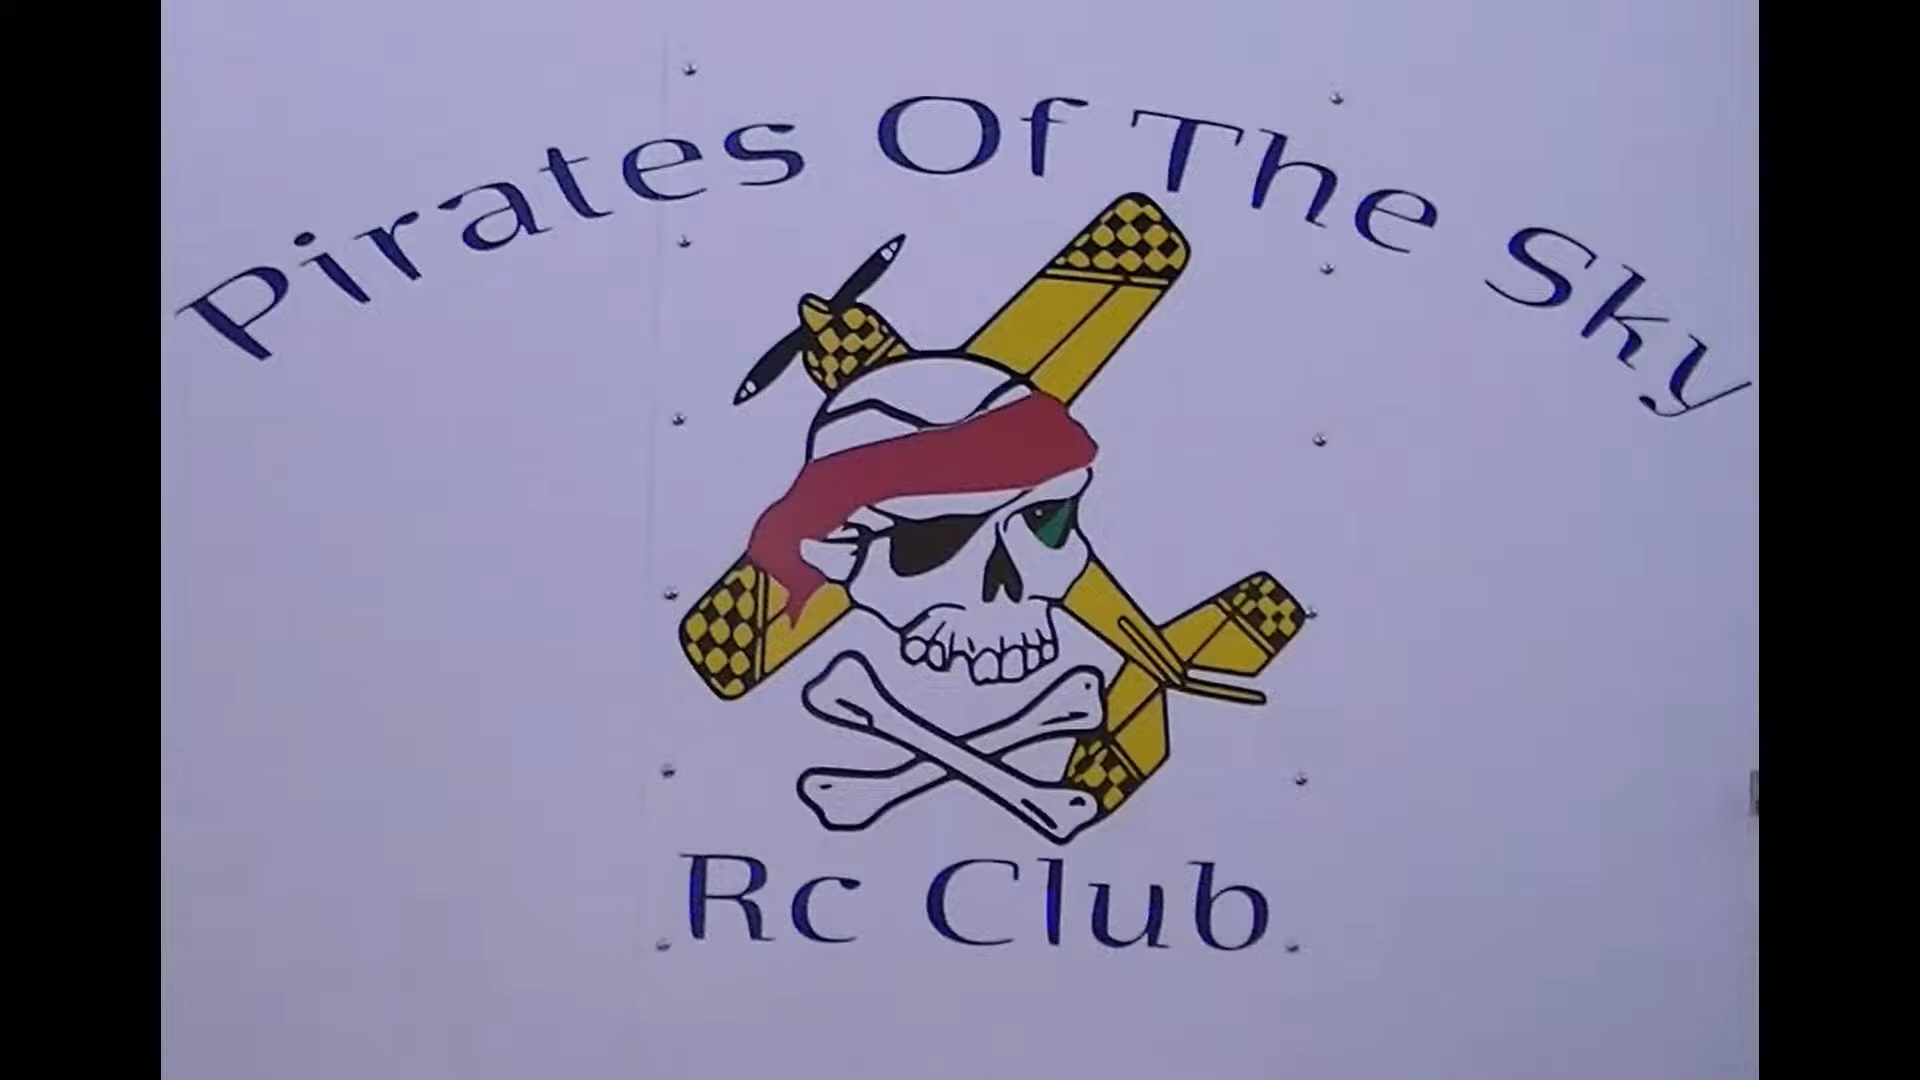 Pirates Of The Sky
Rc Club